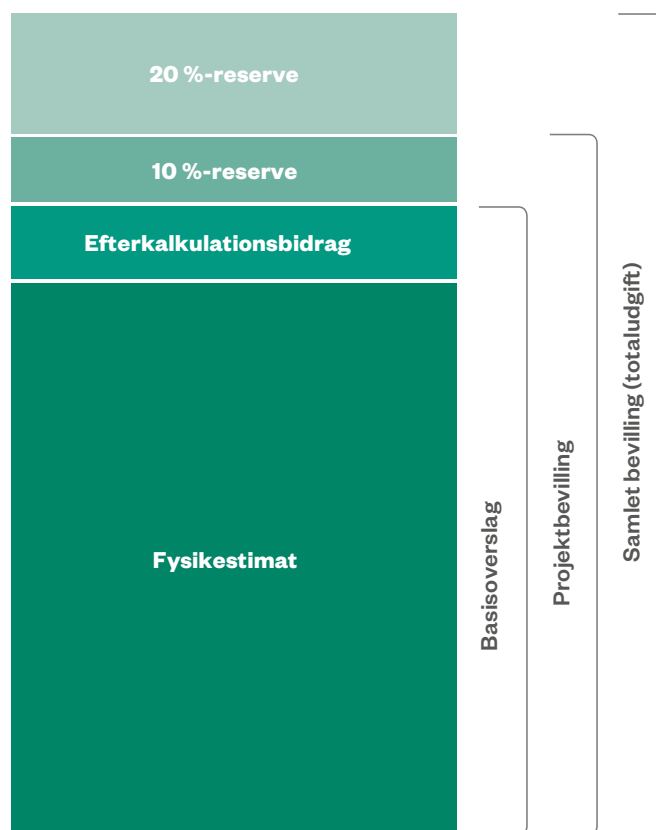 20 %-reserve
10 %-reserve
Efterkalkulationsbidrag
Fysikestimat
Basisoverslag
Projektbevilling
Samlet bevilling (totaludgift)